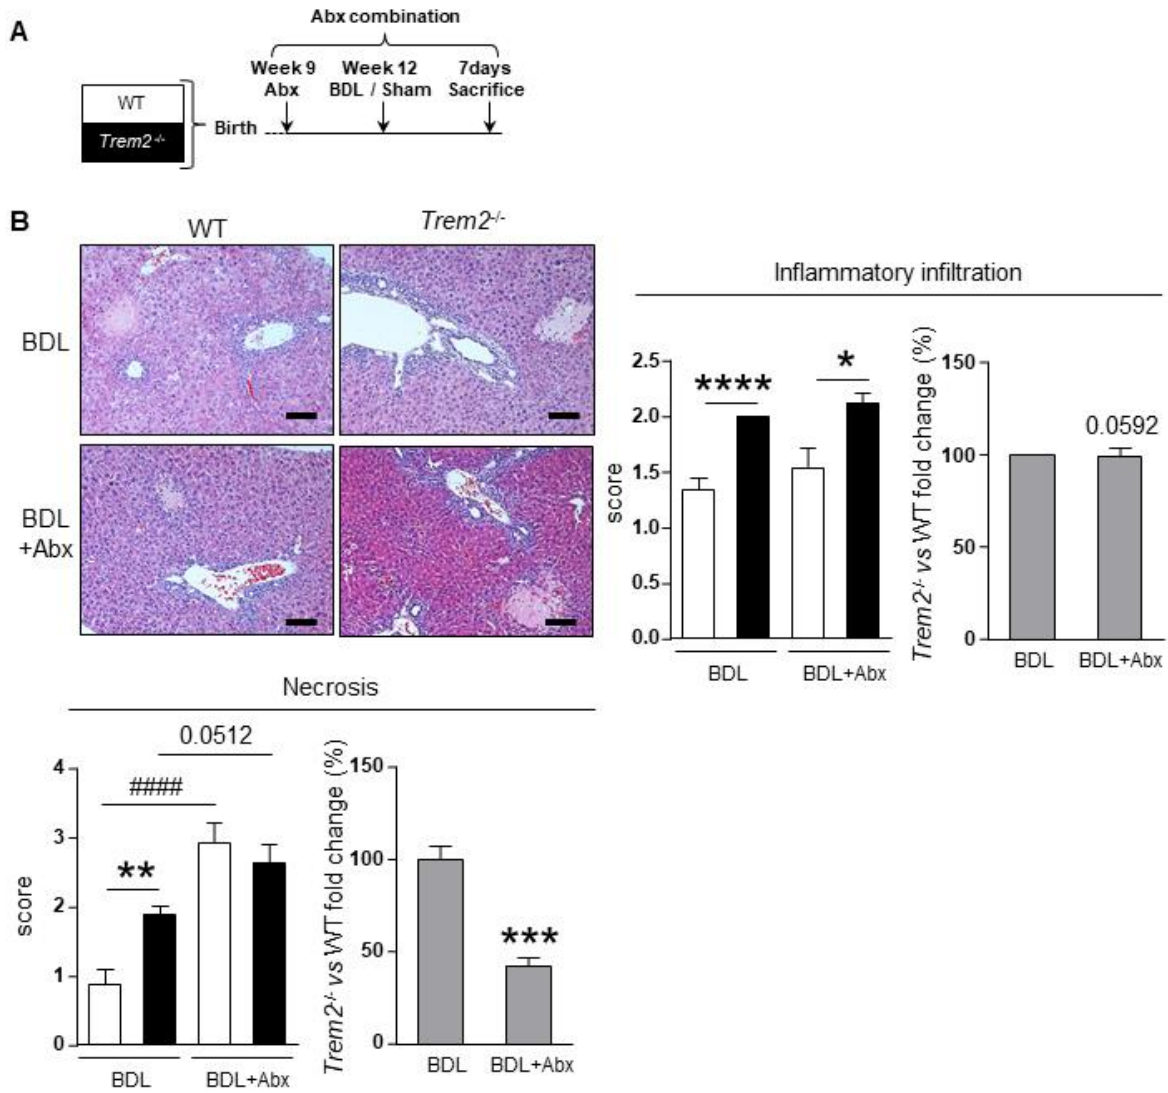 A
Abx combination
Week 9
Abx
Week 12
BDL / Sham
7days
Sacrifice
WT
Trem2 -/-
Birth
B
WT
Trem2-/-
BDL
BDL
+Abx
Inflammatory infiltration
score
2.5
2.0
1.5
1.0
0.5
0.0
****
*
BDL
BDL+Abx
Trem2-/- vs WT fold change (%)
150
100
50
0
0.0592
BDL
BDL+Abx
Necrosis
score
4
3
2
1
0
0.0512
####
**
BDL
BDL+Abx
Trem2-/- vs WT fold change (%)
150
100
50
0
***
BDL
BDL+Abx